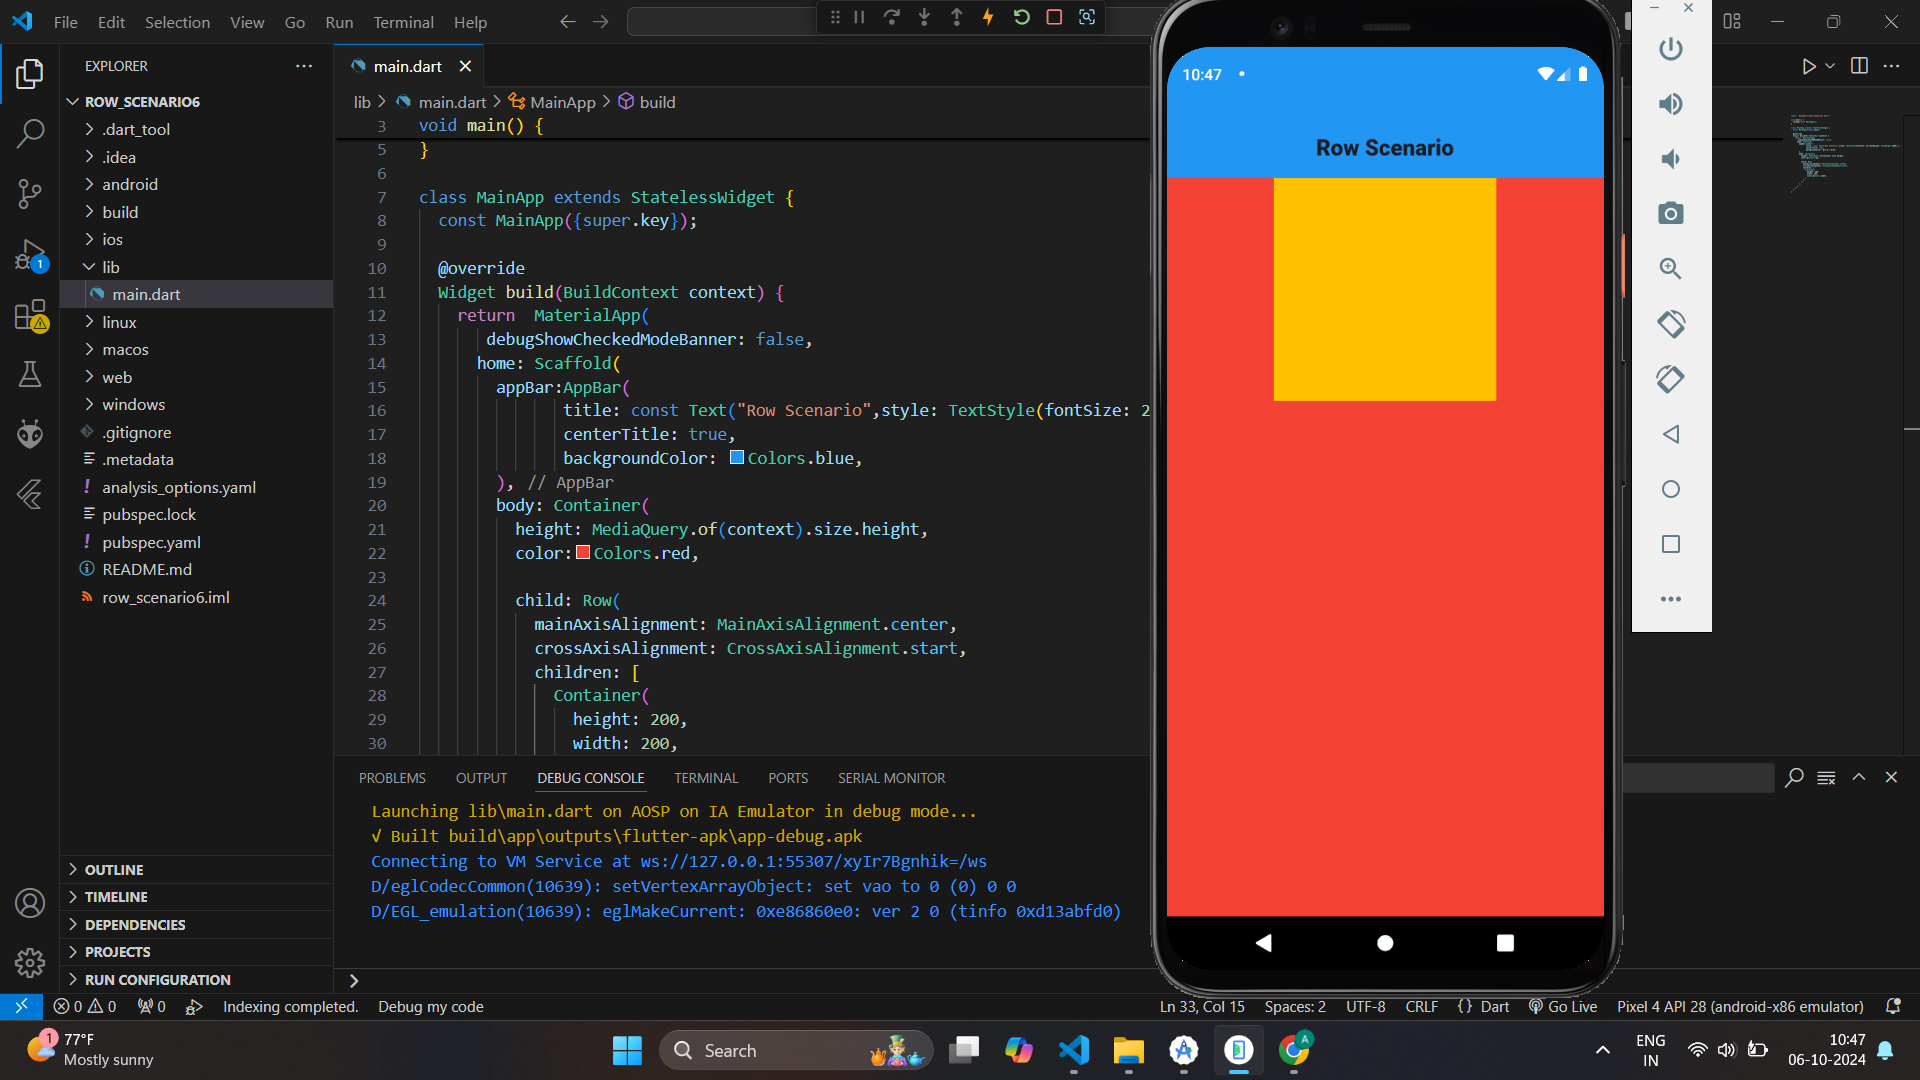 File Edit Selection View Go Run Terminal Help
EXPLORER
ROW_SCENARIO6
.dart_tool
.idea
android
build
ios
lib
main.dart
linux
macos
web
windows
.gitignore
.metadata
analysis_options.yaml
pubspec.lock
pubspec.yaml
README.md
row_scenario6.iml
OUTLINE
TIMELINE
DEPENDENCIES
PROJECTS
RUN CONFIGURATION
1
main.dart
lib > main.dart > MainApp > build
3 void main() {
5 }
6
7 class MainApp extends StatelessWidget {
8 const MainApp({super.key});
9
10 @override
11 Widget build(BuildContext context) {
12 return MaterialApp(
13 debugShowCheckedModeBanner: false,
14 home: Scaffold(
15 appBar:AppBar(
16 title: const Text("Row Scenario",style: TextStyle(fontSize: 2
17 centerTitle: true,
18 backgroundColor: Colors.blue,
19 ), // AppBar
20 body: Container(
21 height: MediaQuery.of(context).size.height,
22 color:Colors.red,
23
24 child: Row(
25 mainAxisAlignment: MainAxisAlignment.center,
26 crossAxisAlignment: CrossAxisAlignment.start,
27 children: [
28 Container(
29 height: 200,
30 width: 200,
PROBLEMS OUTPUT DEBUG CONSOLE TERMINAL PORTS SERIAL MONITOR
Launching lib\main.dart on AOSP on IA Emulator in debug mode...
√ Built build\app\outputs\flutter-apk\app-debug.apk
Connecting to VM Service at ws://127.0.0.1:55307/xyIr7Bgnhik=/ws
D/eglCodecCommon(10639): setVertexArrayObject: set vao to 0 (0) 0 0
D/EGL_emulation(10639): eglMakeCurrent: 0xe86860e0: ver 2 0 (tinfo 0xd13abfd0)
10:47
Row Scenario
0 0 0 Indexing completed. Debug my code
Ln 33, Col 15 Spaces: 2 UTF-8 CRLF {} Dart Go Live Pixel 4 API 28 (android-x86 emulator)
1
77°F
Mostly sunny
Search
A
ENG
IN
10:47
06-10-2024